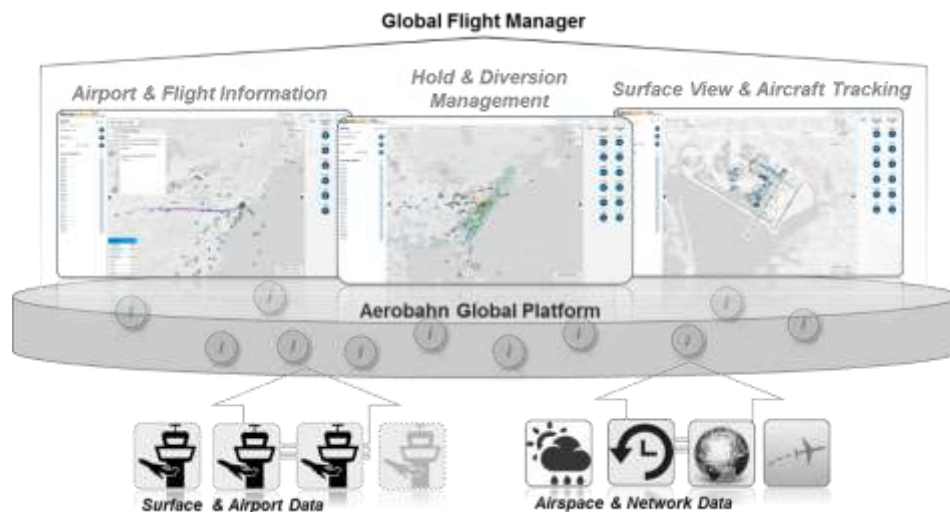 Global Flight Manager
Airport & Flight Information
Hold & Diversion
Management
Surface View & Aircraft Tracking
Aerobahn Global Platform
Surface & Airport Data
Airspace & Network Data